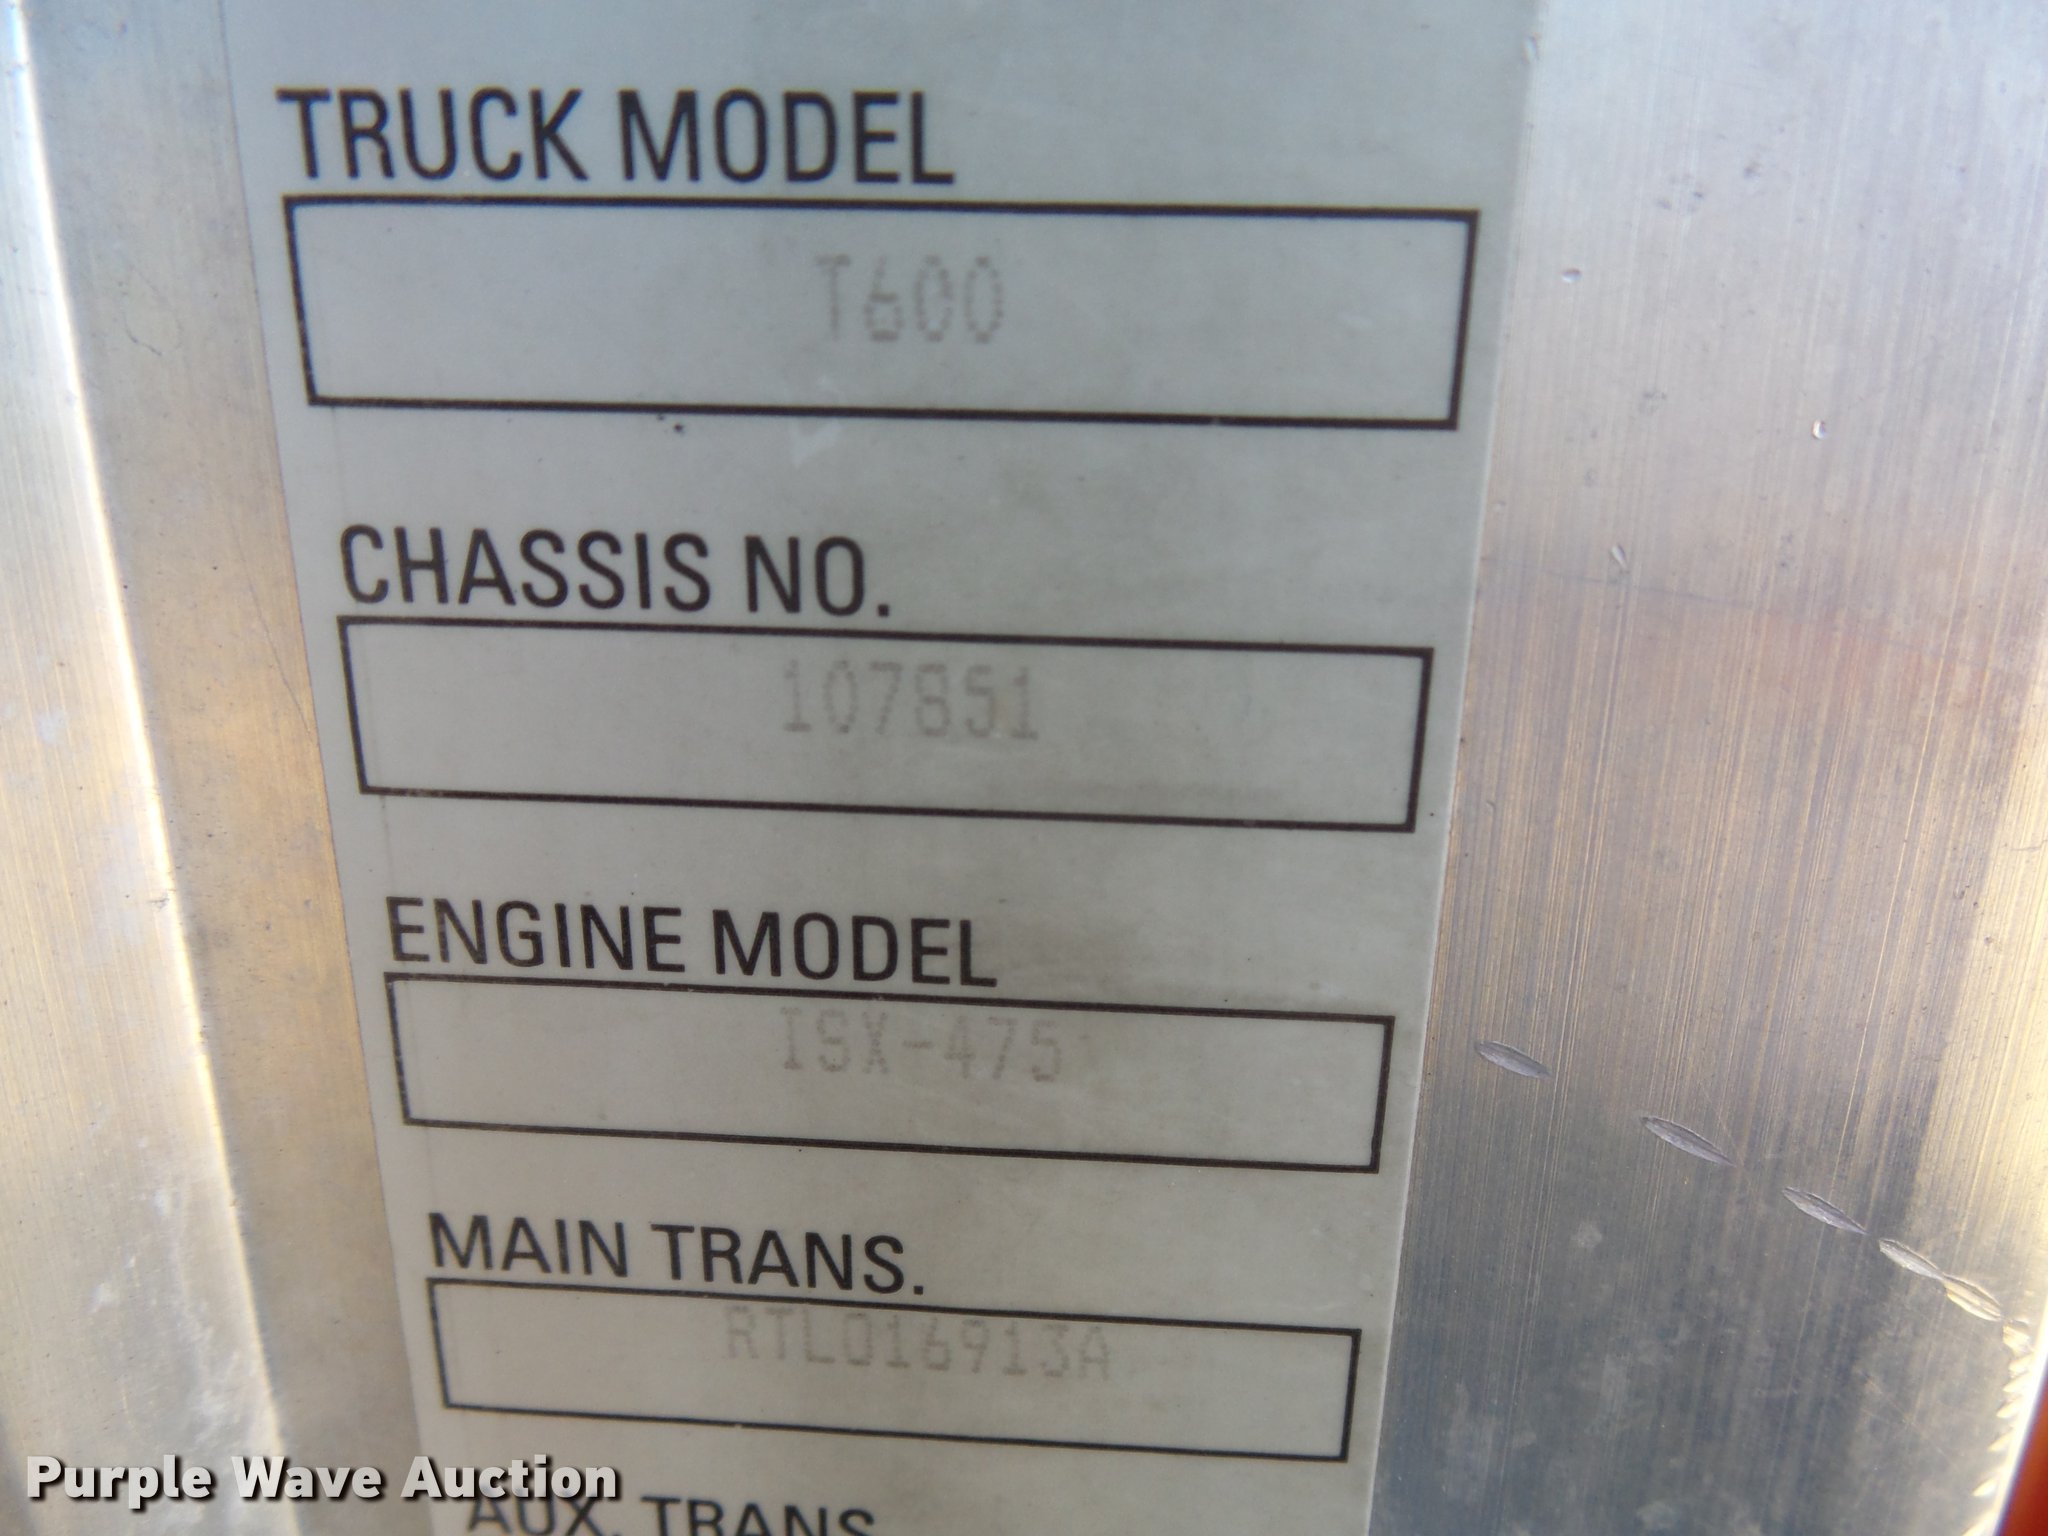 TRUCK MODEL
T600
CHASSIS NO.
107851
ENGINE MODEL
ISX-475
MAIN TRANS.
RTLO16913A
AUX. TRANS.
Purple Wave Auction